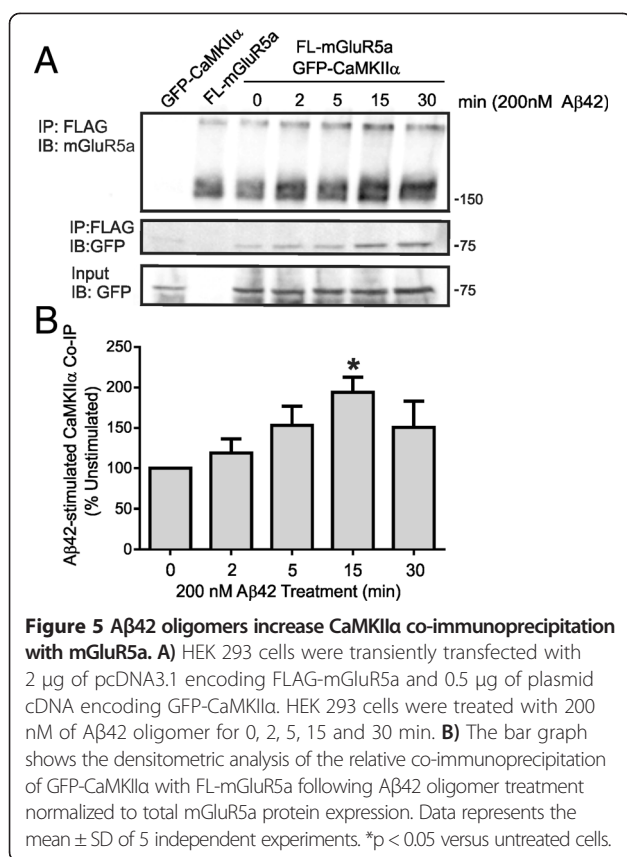 A
GFP-CaMKIIα
FL-mGluR5a
FL-mGluR5a
GFP-CaMKIIα
0 2 5 15 30 min (200nM Aβ42)
IP: FLAG
IB: mGluR5a
-150
IP:FLAG
IB:GFP
-75
Input
IB: GFP
-75
B
Aβ42-stimulated CaMKIIα Co-IP
(% Unstimulated)
250
200
150
100
50
0
*
0 2 5 15 30
200 nM Aβ42 Treatment (min)
Figure 5 Aβ42 oligomers increase CaMKIIα co-immunoprecipitation
with mGluR5a. A) HEK 293 cells were transiently transfected with
2 μg of pcDNA3.1 encoding FLAG-mGluR5a and 0.5 μg of plasmid
cDNA encoding GFP-CaMKIIα. HEK 293 cells were treated with 200
nM of Aβ42 oligomer for 0, 2, 5, 15 and 30 min. B) The bar graph
shows the densitometric analysis of the relative co-immunoprecipitation
of GFP-CaMKIIα with FL-mGluR5a following Aβ42 oligomer treatment
normalized to total mGluR5a protein expression. Data represents the
mean ± SD of 5 independent experiments. *p < 0.05 versus untreated cells.